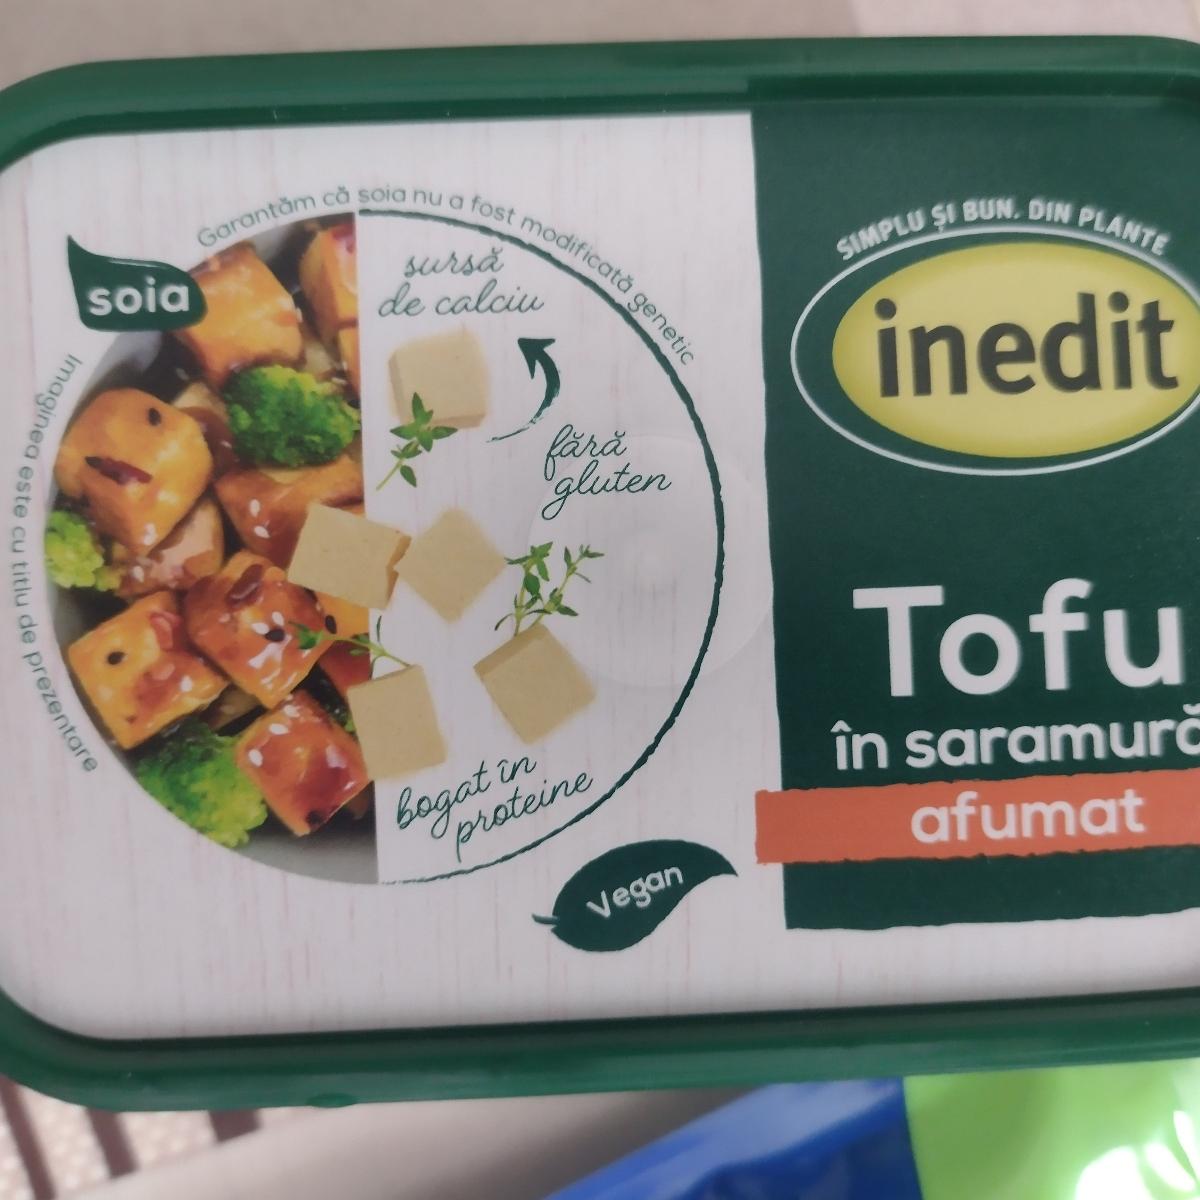 Garantăm că soia nu a fost modificată genetic
soia
sursă
de calciu
fără
gluten
bogat în
proteine
Vegan
Imaginea este cu titlu de prezentare
SIMPLU ȘI BUN. DIN PLANTE
inedit
Tofu
în saramură
afumat